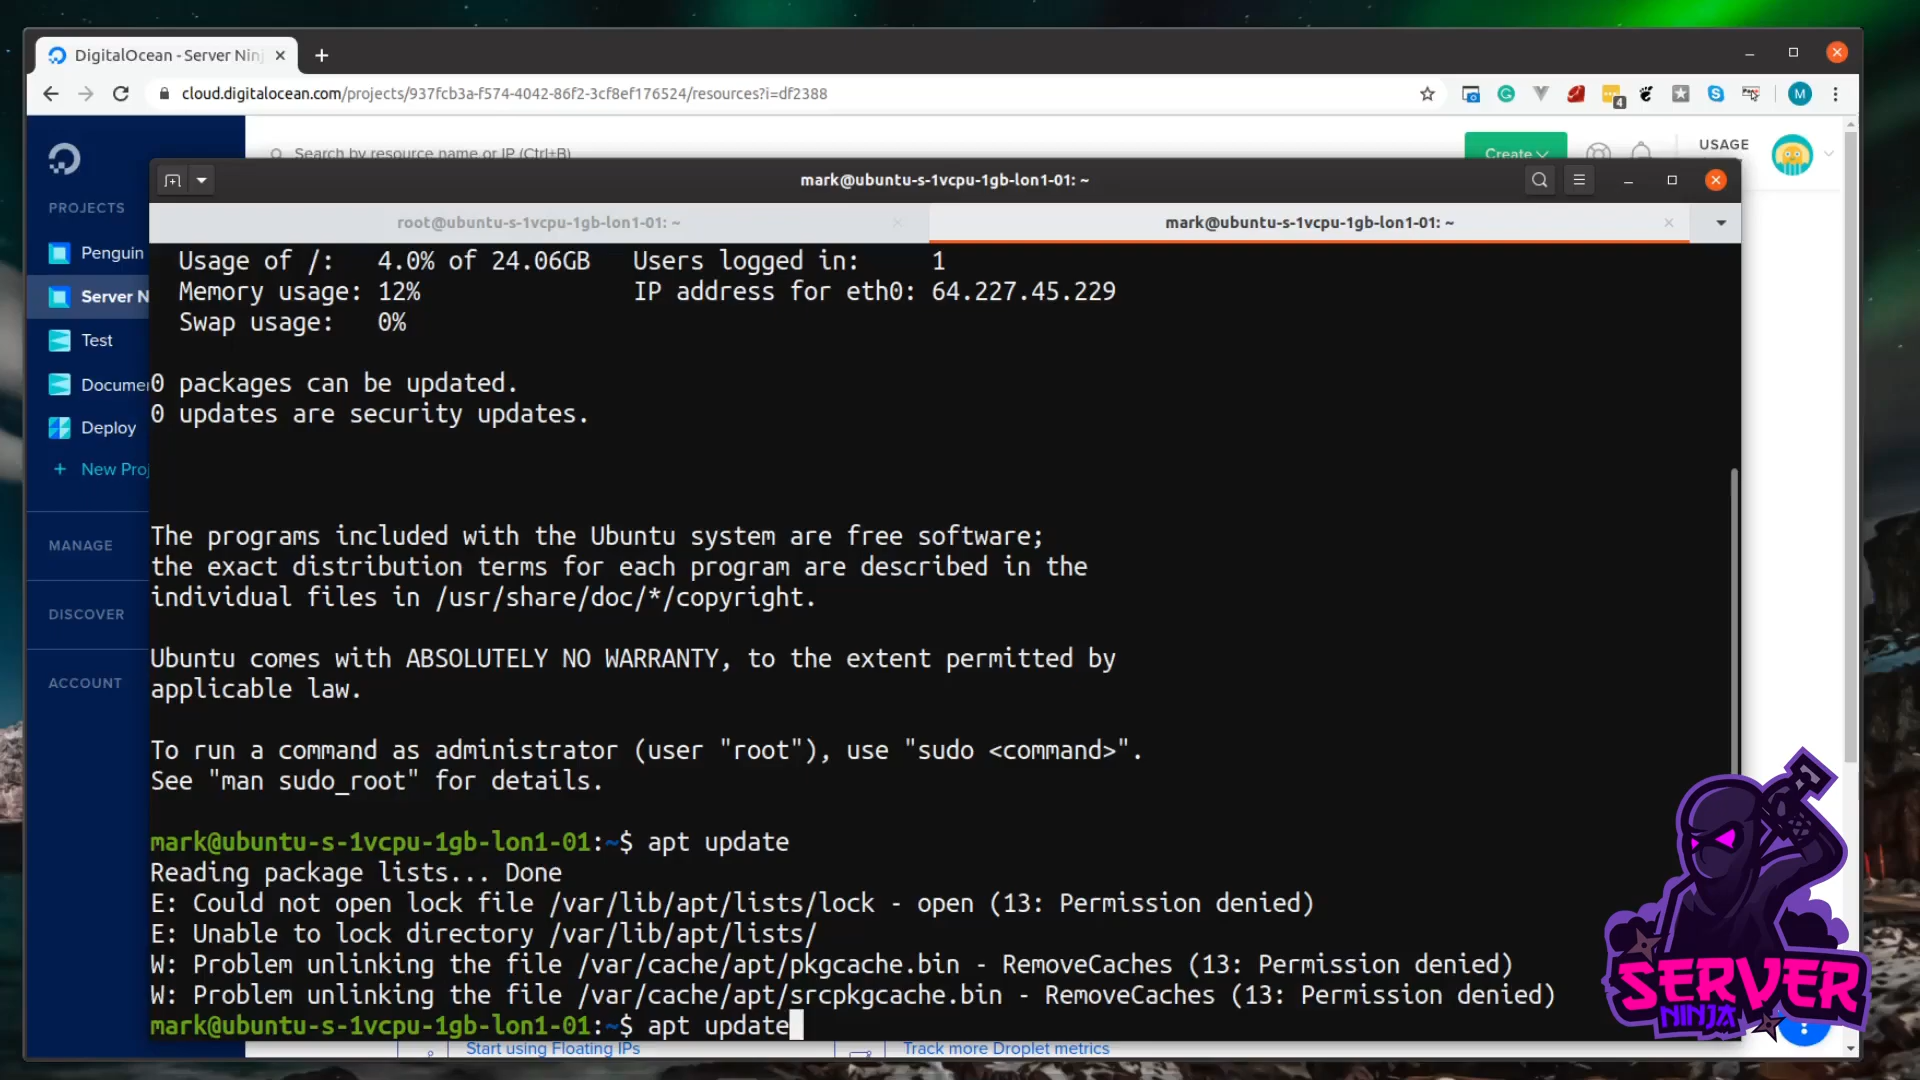 DigitalOcean - Server Ninj
cloud.digitalocean.com/projects/937fcb3a-f574-4042-86f2-3cf8ef176524/resources?i=df2388
4
M
Search by resource name or IP (Ctrl+B)
Create
USAGE
PROJECTS
Penguin
Server N
Test
Docume
Deploy
+ New Proj
MANAGE
DISCOVER
ACCOUNT
mark@ubuntu-s-1vcpu-1gb-lon1-01: ~
root@ubuntu-s-1vcpu-1gb-lon1-01: ~
mark@ubuntu-s-1vcpu-1gb-lon1-01: ~
Usage of /: 4.0% of 24.06GB Users logged in: 1
Memory usage: 12% IP address for eth0: 64.227.45.229
Swap usage: 0%
0 packages can be updated.
0 updates are security updates.
The programs included with the Ubuntu system are free software;
the exact distribution terms for each program are described in the
individual files in /usr/share/doc/*/copyright.
Ubuntu comes with ABSOLUTELY NO WARRANTY, to the extent permitted by
applicable law.
To run a command as administrator (user "root"), use "sudo <command>".
See "man sudo_root" for details.
mark@ubuntu-s-1vcpu-1gb-lon1-01:~$ apt update
Reading package lists... Done
E: Could not open lock file /var/lib/apt/lists/lock - open (13: Permission denied)
E: Unable to lock directory /var/lib/apt/lists/
W: Problem unlinking the file /var/cache/apt/pkgcache.bin - RemoveCaches (13: Permission denied)
W: Problem unlinking the file /var/cache/apt/srcpkgcache.bin - RemoveCaches (13: Permission denied)
mark@ubuntu-s-1vcpu-1gb-lon1-01:~$ apt update
Start using Floating IPs
Track more Droplet metrics
SERVER
NINJA